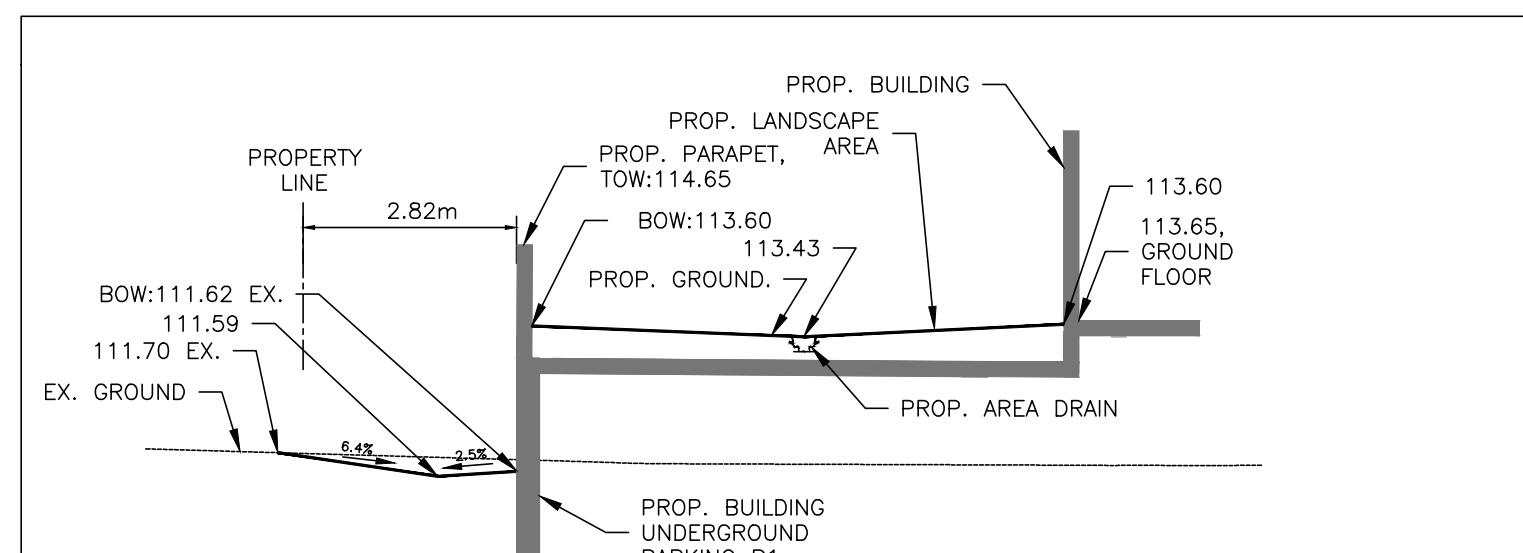 PROP. BUILDING
PROP. LANDSCAPE
AREA
PROP. PARAPET,
TOW:114.65
PROPERTY
LINE
2.82m
BOW:113.60
113.43
PROP. GROUND.
113.60
113.65,
GROUND
FLOOR
BOW:111.62 EX.
111.59
111.70 EX.
EX. GROUND
6.4%
2.5%
PROP. AREA DRAIN
PROP. BUILDING
UNDERGROUND
PARKING P1